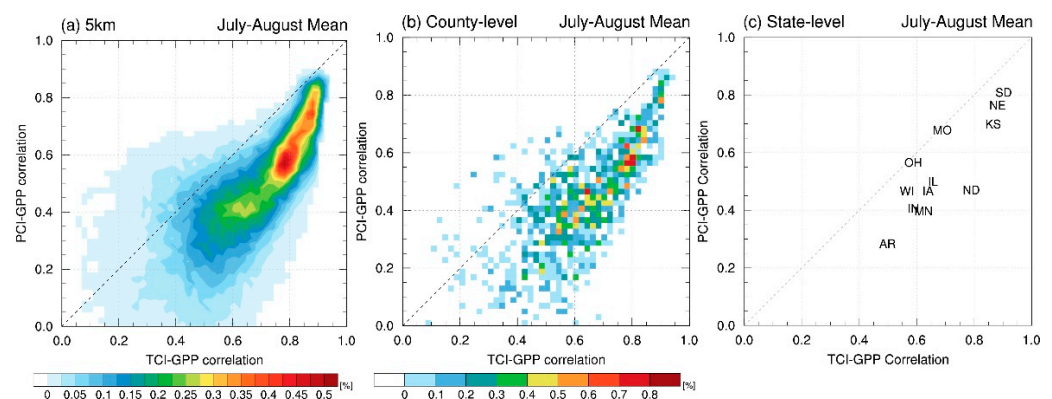 (a) 5km July-August Mean
PCI-GPP correlation
1.0
0.8
0.6
0.4
0.2
0.0
0.0 0.2 0.4 0.6 0.8 1.0
TCI-GPP correlation
0 0.05 0.1 0.15 0.2 0.25 0.3 0.35 0.4 0.45 0.5 [%]
(b) County-level July-August Mean
PCI-GPP correlation
1.0
0.8
0.6
0.4
0.2
0.0
0.0 0.2 0.4 0.6 0.8 1.0
TCI-GPP correlation
0 0.1 0.2 0.3 0.4 0.5 0.6 0.7 0.8 [%]
(c) State-level July-August Mean
PCI-GPP Correlation
1.0
0.8
0.6
0.4
0.2
0.0
SD
NE
KS
MO
OH
IL
WI IA ND
IN MN
AR
0.0 0.2 0.4 0.6 0.8 1.0
TCI-GPP Correlation